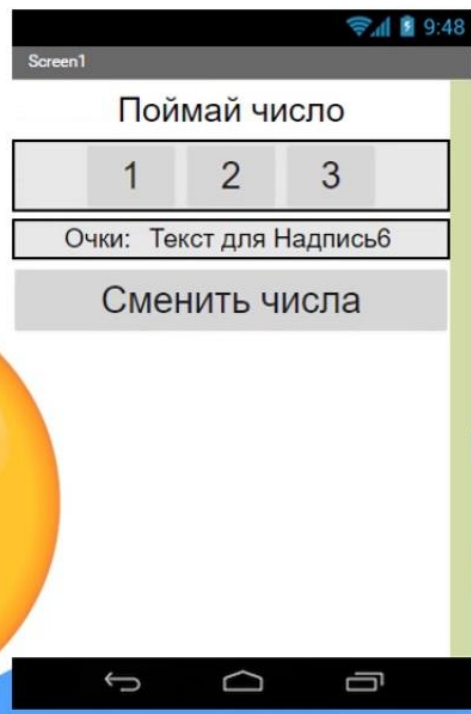 9:48
Screen1
Поймай число
1 2 3
Очки: Текст для Надпись6
Сменить числа